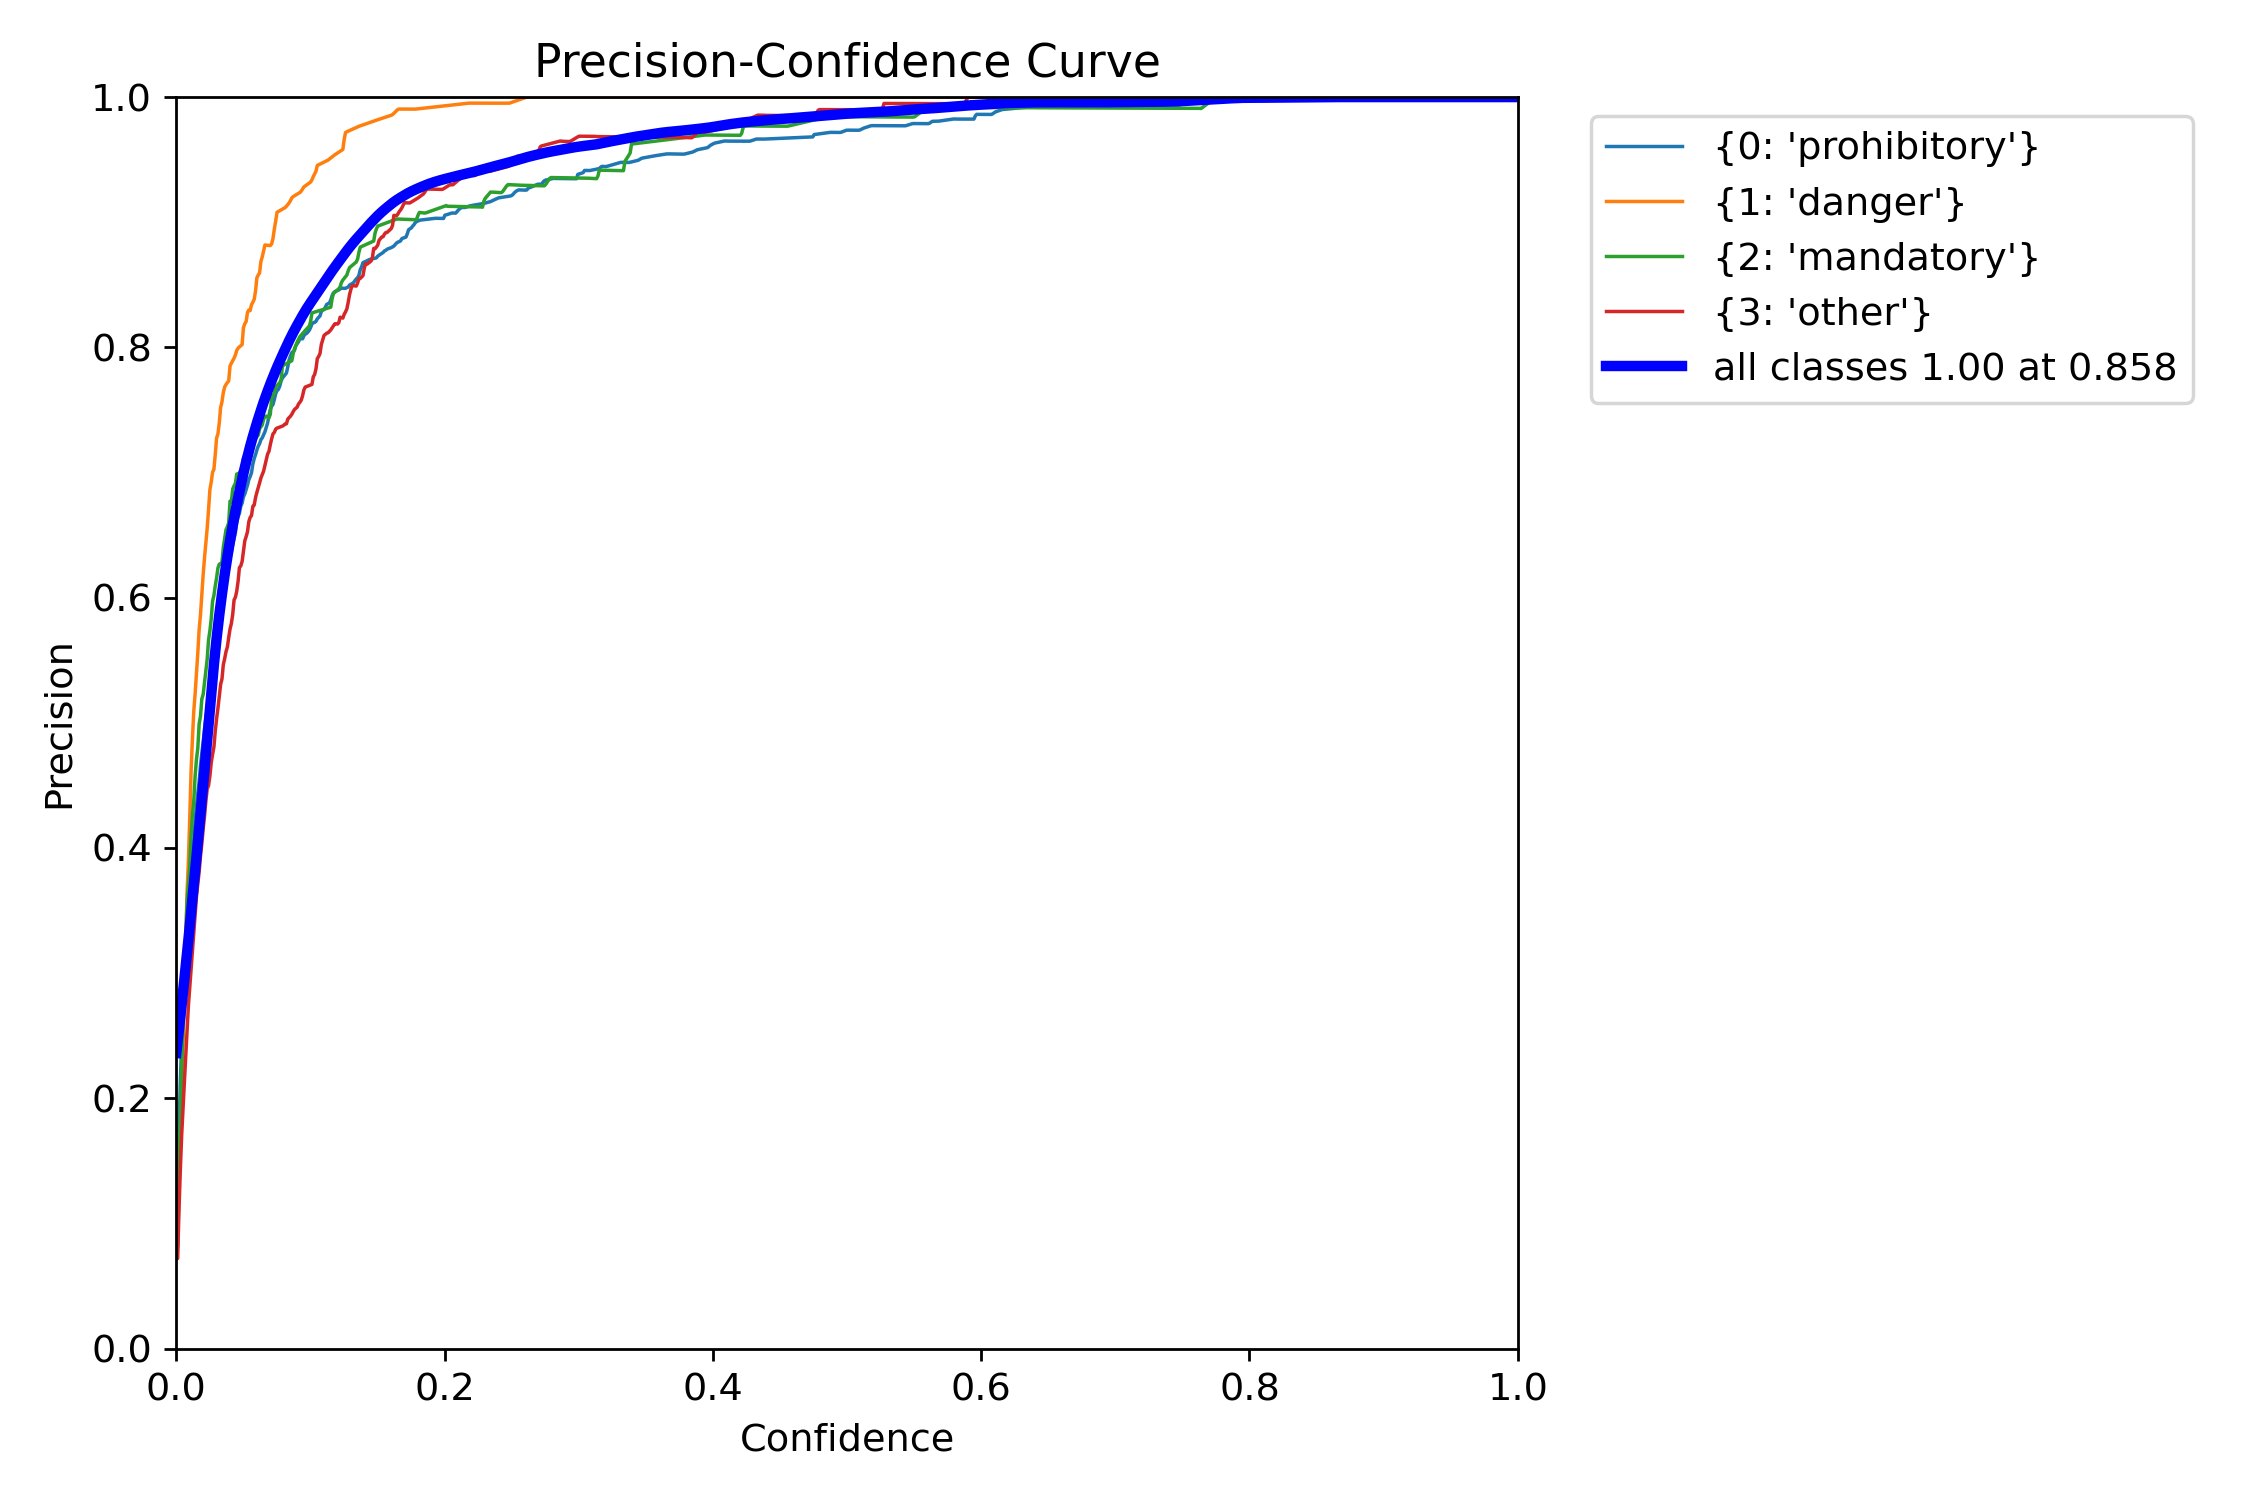 Precision-Confidence Curve
1.0
0.8
0.6
0.4
0.2
0.0
Precision
0.0 0.2 0.4 0.6 0.8 1.0
Confidence
{0: 'prohibitory'}
{1: 'danger'}
{2: 'mandatory'}
{3: 'other'}
all classes 1.00 at 0.858